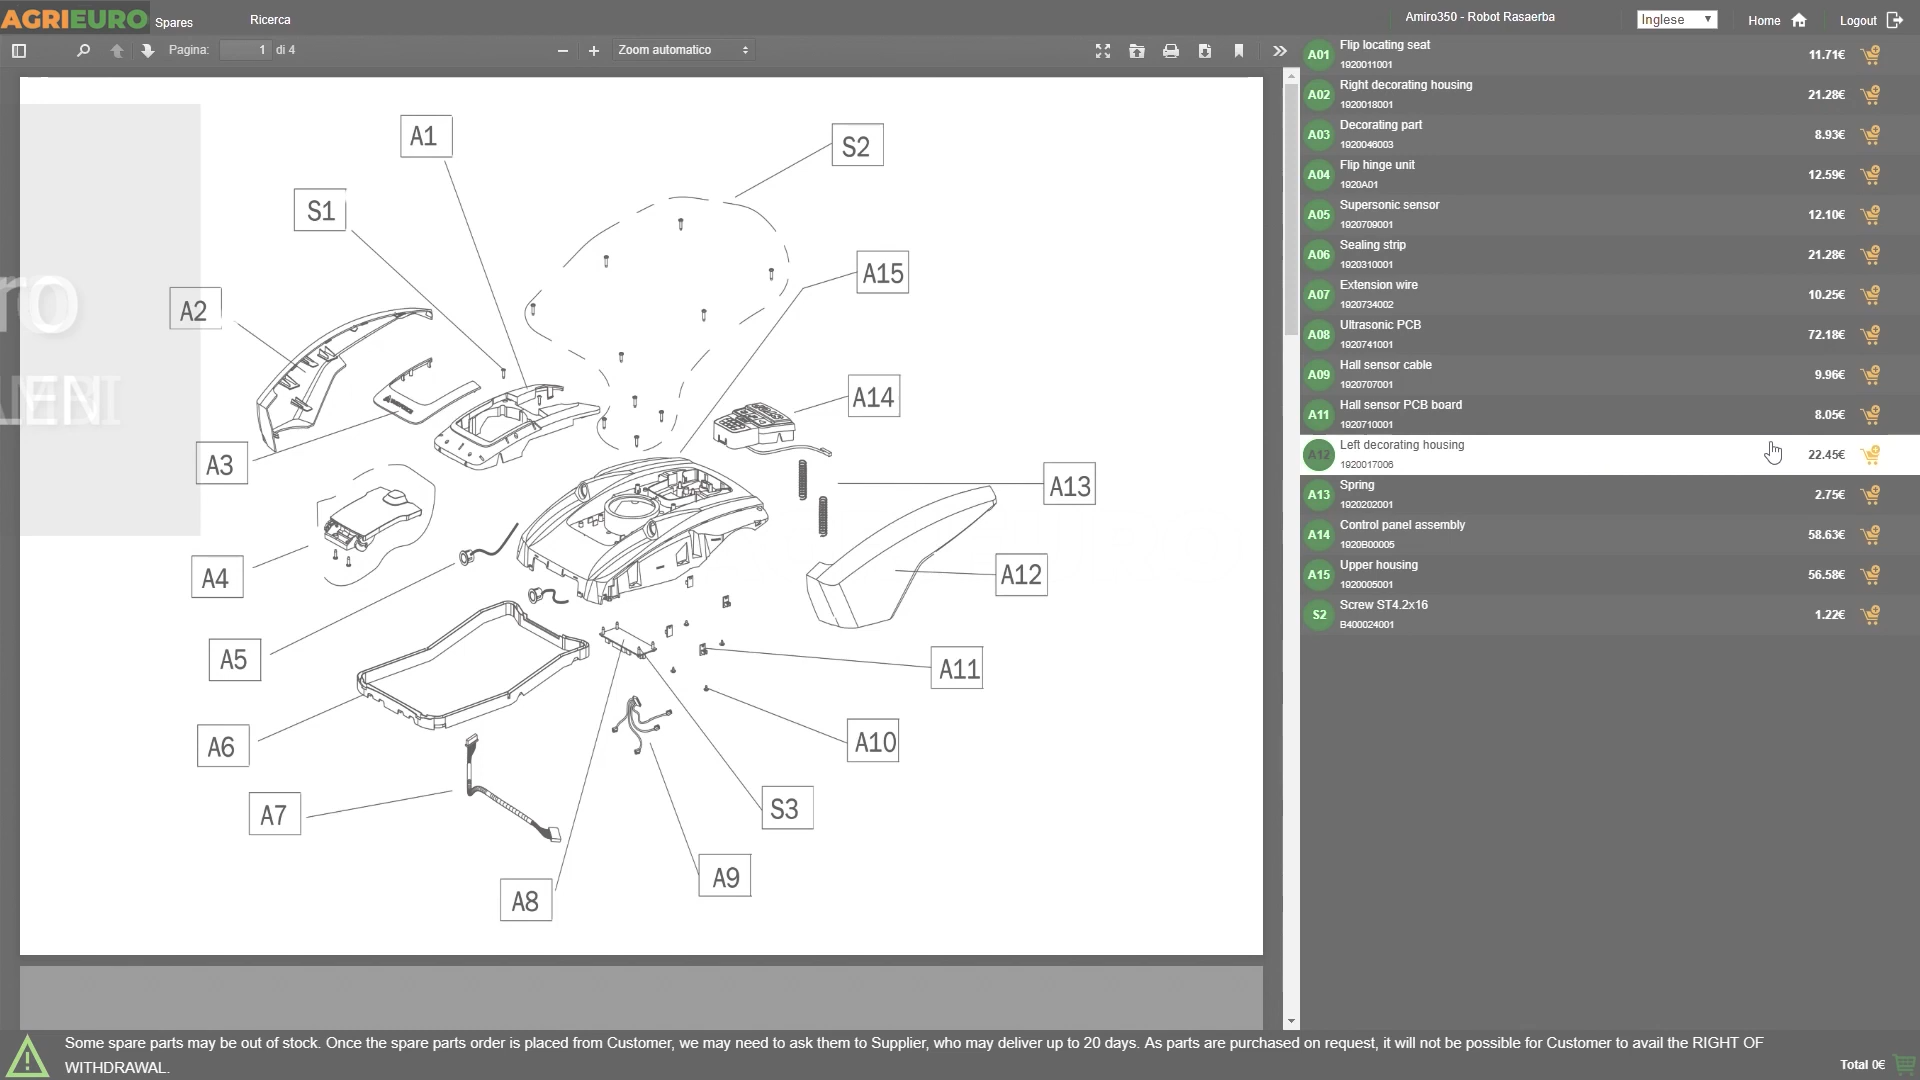 AGRIEURO Spares Ricerca Amiro350 - Robot Rasaerba Inglese Home Logout
Pagina: 1 di 4 Zoom automatico
A01 Flip locating seat 11.71€
1920011001
A02 Right decorating housing 21.28€
1920018001
A03 Decorating part 8.93€
1920046003
A04 Flip hinge unit 12.59€
1920A01
A05 Supersonic sensor 12.10€
1920709001
A06 Sealing strip 21.28€
1920310001
A07 Extension wire 10.25€
1920734002
A08 Ultrasonic PCB 72.18€
1920741001
A09 Hall sensor cable 9.96€
1920707001
A11 Hall sensor PCB board 8.05€
1920710001
A12 Left decorating housing 22.45€
1920017006
A13 Spring 2.75€
1920202001
A14 Control panel assembly 58.63€
1920B00005
A15 Upper housing 56.58€
1920005001
S2 Screw ST4.2x16 1.22€
B400024001
A1
S2
S1
A15
A2
A14
A3
A13
A4
A12
A5
A11
A6
A10
A7
S3
A9
A8
Some spare parts may be out of stock. Once the spare parts order is placed from Customer, we may need to ask them to Supplier, who may deliver up to 20 days. As parts are purchased on request, it will not be possible for Customer to avail the RIGHT OF
WITHDRAWAL.
Total 0€